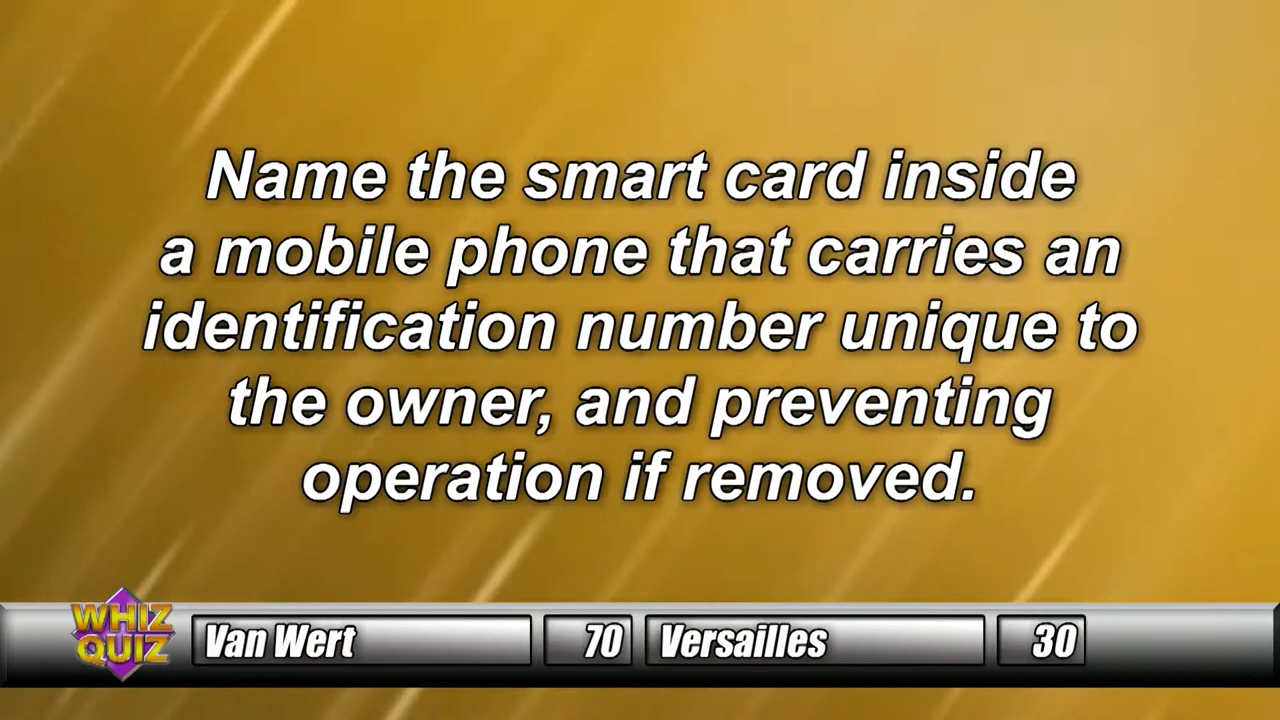 Name the smart card inside
a mobile phone that carries an
identification number unique to
the owner, and preventing
operation if removed.
WHIZ
QUIZ
Van Wert 70 Versailles 30